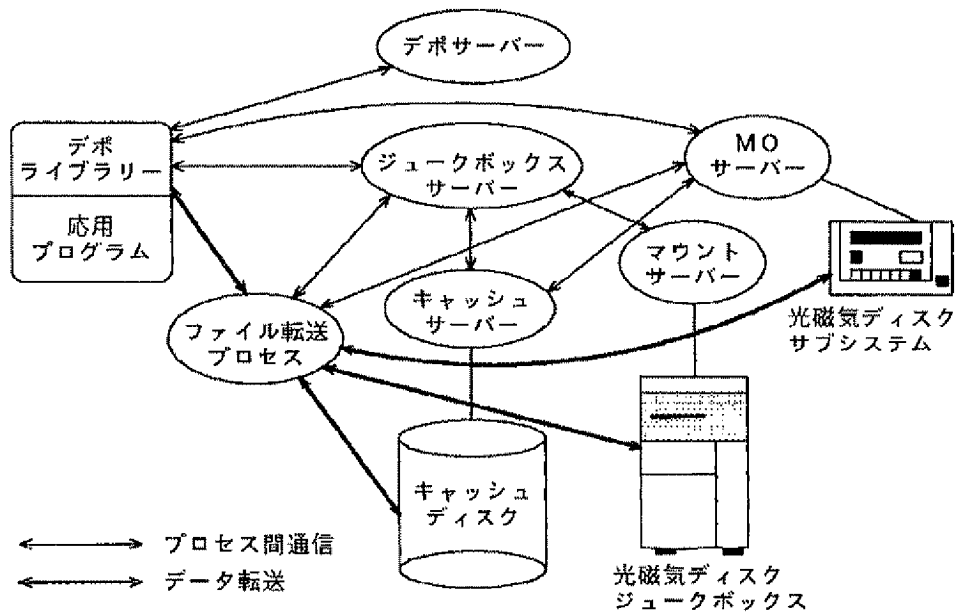 デポサーバー
デポ
ライブラリー
応用
プログラム
ジュークボックス
サーバー
MO
サーバー
マウント
サーバー
キャッシュ
サーバー
ファイル転送
プロセス
光磁気ディスク
サブシステム
キャッシュ
ディスク
プロセス間通信
データ転送
光磁気ディスク
ジュークボックス